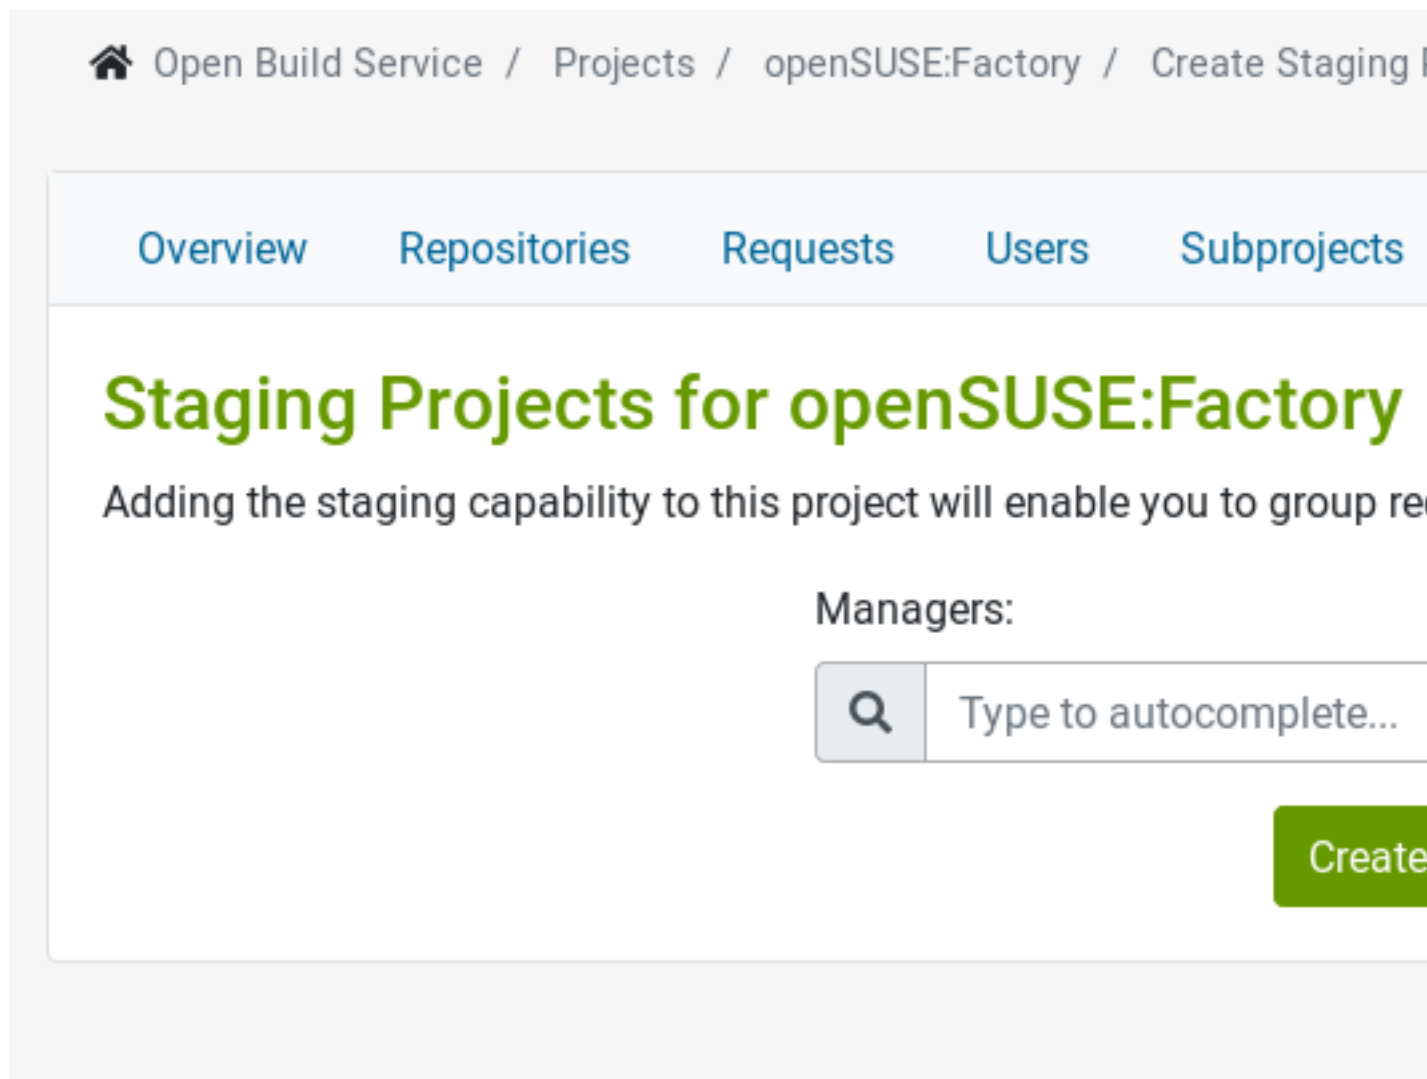 Open Build Service / Projects / openSUSE:Factory / Create Staging
Overview Repositories Requests Users Subprojects
Staging Projects for openSUSE:Factory
Adding the staging capability to this project will enable you to group
Managers:
Type to autocomplete...
Create